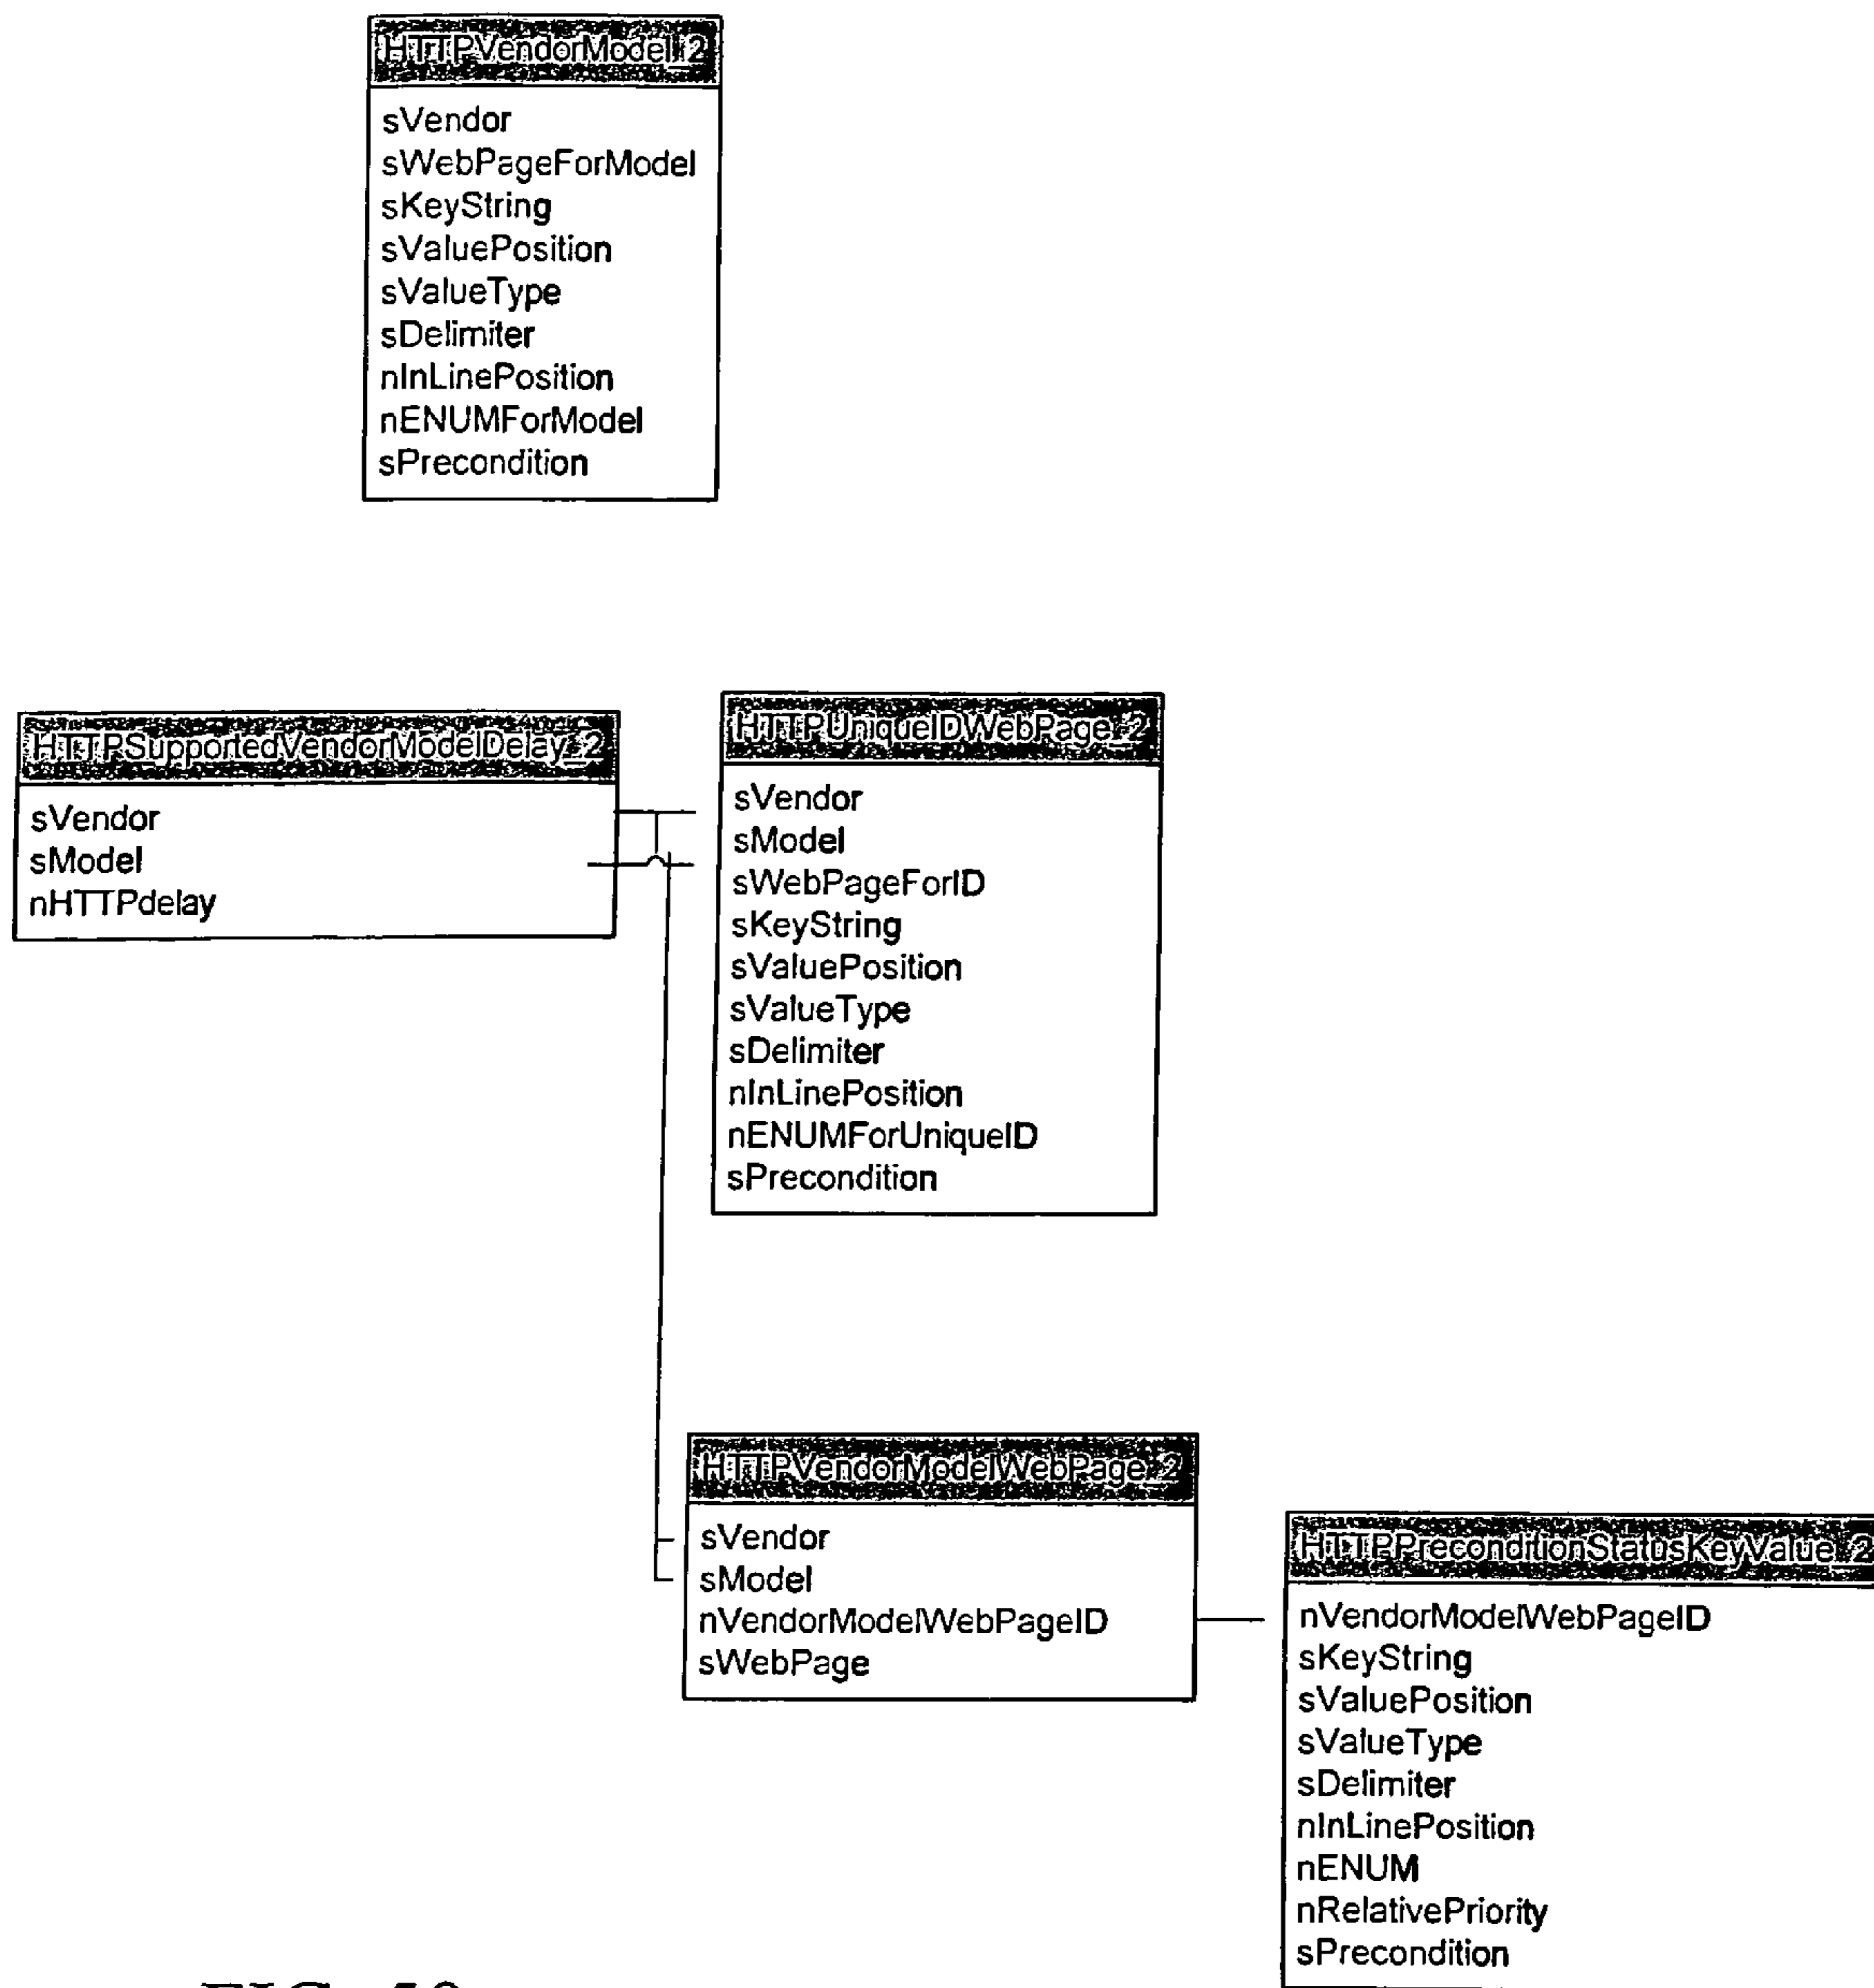 HTTPVendorModel_2
sVendor
sWebPageForModel
sKeyString
sValuePosition
sValueType
sDelimiter
nInLinePosition
nENUMForModel
sPrecondition
HTTPSupportedVendorModelDelay_2
sVendor
sModel
nHTTPdelay
HTTPUniqueIDWebPage_2
sVendor
sModel
sWebPageForID
sKeyString
sValuePosition
sValueType
sDelimiter
nInLinePosition
nENUMForUniqueID
sPrecondition
HTTPVendorModelWebPage_2
sVendor
sModel
nVendorModelWebPageID
sWebPage
HTTPPreconditionStatusKeyValue_2
nVendorModelWebPageID
sKeyString
sValuePosition
sValueType
sDelimiter
nInLinePosition
nENUM
nRelativePriority
sPrecondition